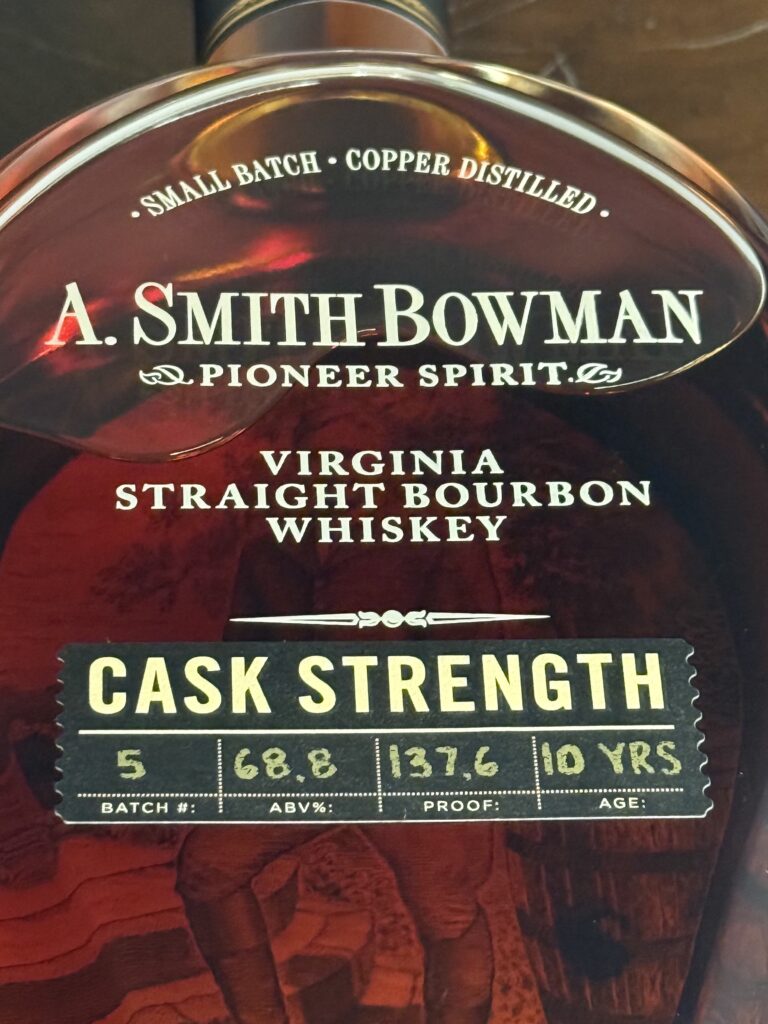 • SMALL BATCH • COPPER DISTILLED •
A. SMITH BOWMAN
PIONEER SPIRIT.
VIRGINIA
STRAIGHT BOURBON
WHISKEY
CASK STRENGTH
5 68.8 137.6 10 YRS
BATCH #: ABV%: PROOF: AGE: